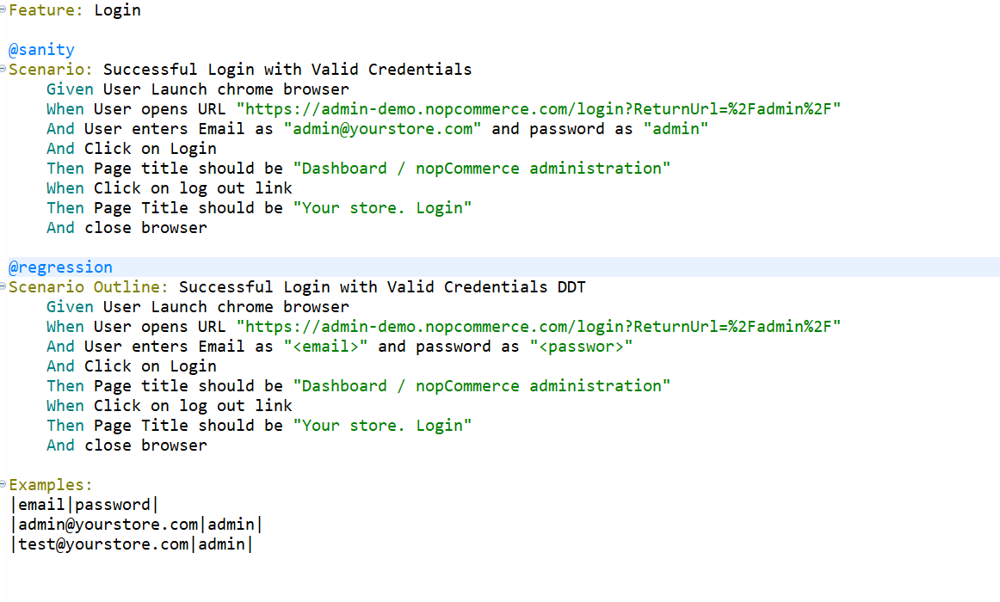 Feature: Login
@sanity
Scenario: Successful Login with Valid Credentials
Given User Launch chrome browser
When User opens URL "https://admin-demo.nopcommerce.com/login?ReturnUrl=%2Fadmin%2F"
And User enters Email as "admin@yourstore.com" and password as "admin"
And Click on Login
Then Page title should be "Dashboard / nopCommerce administration"
When Click on log out link
Then Page Title should be "Your store. Login"
And close browser
@regression
Scenario Outline: Successful Login with Valid Credentials DDT
Given User Launch chrome browser
When User opens URL "https://admin-demo.nopcommerce.com/login?ReturnUrl=%2Fadmin%2F"
And User enters Email as "<email>" and password as "<passwor>"
And Click on Login
Then Page title should be "Dashboard / nopCommerce administration"
When Click on log out link
Then Page Title should be "Your store. Login"
And close browser
Examples:
|email|password|
|admin@yourstore.com|admin|
|test@yourstore.com|admin|